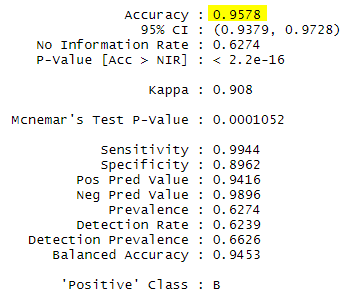 Accuracy : 0.9578
95% CI : (0.9379, 0.9728)
No Information Rate : 0.6274
P-Value [Acc > NIR] : < 2.2e-16
Kappa : 0.908
Mcnemar's Test P-Value : 0.0001052
Sensitivity : 0.9944
Specificity : 0.8962
Pos Pred Value : 0.9416
Neg Pred Value : 0.9896
Prevalence : 0.6274
Detection Rate : 0.6239
Detection Prevalence : 0.6626
Balanced Accuracy : 0.9453
'Positive' Class : B